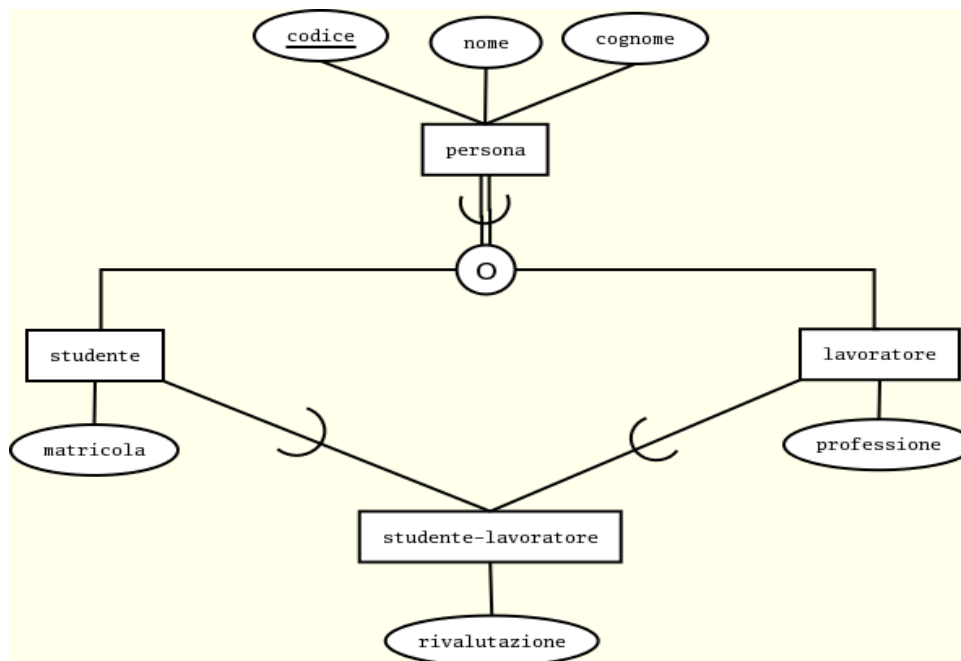 codice
nome
cognome
persona
O
studente
lavoratore
matricola
professione
studente-lavoratore
rivalutazione